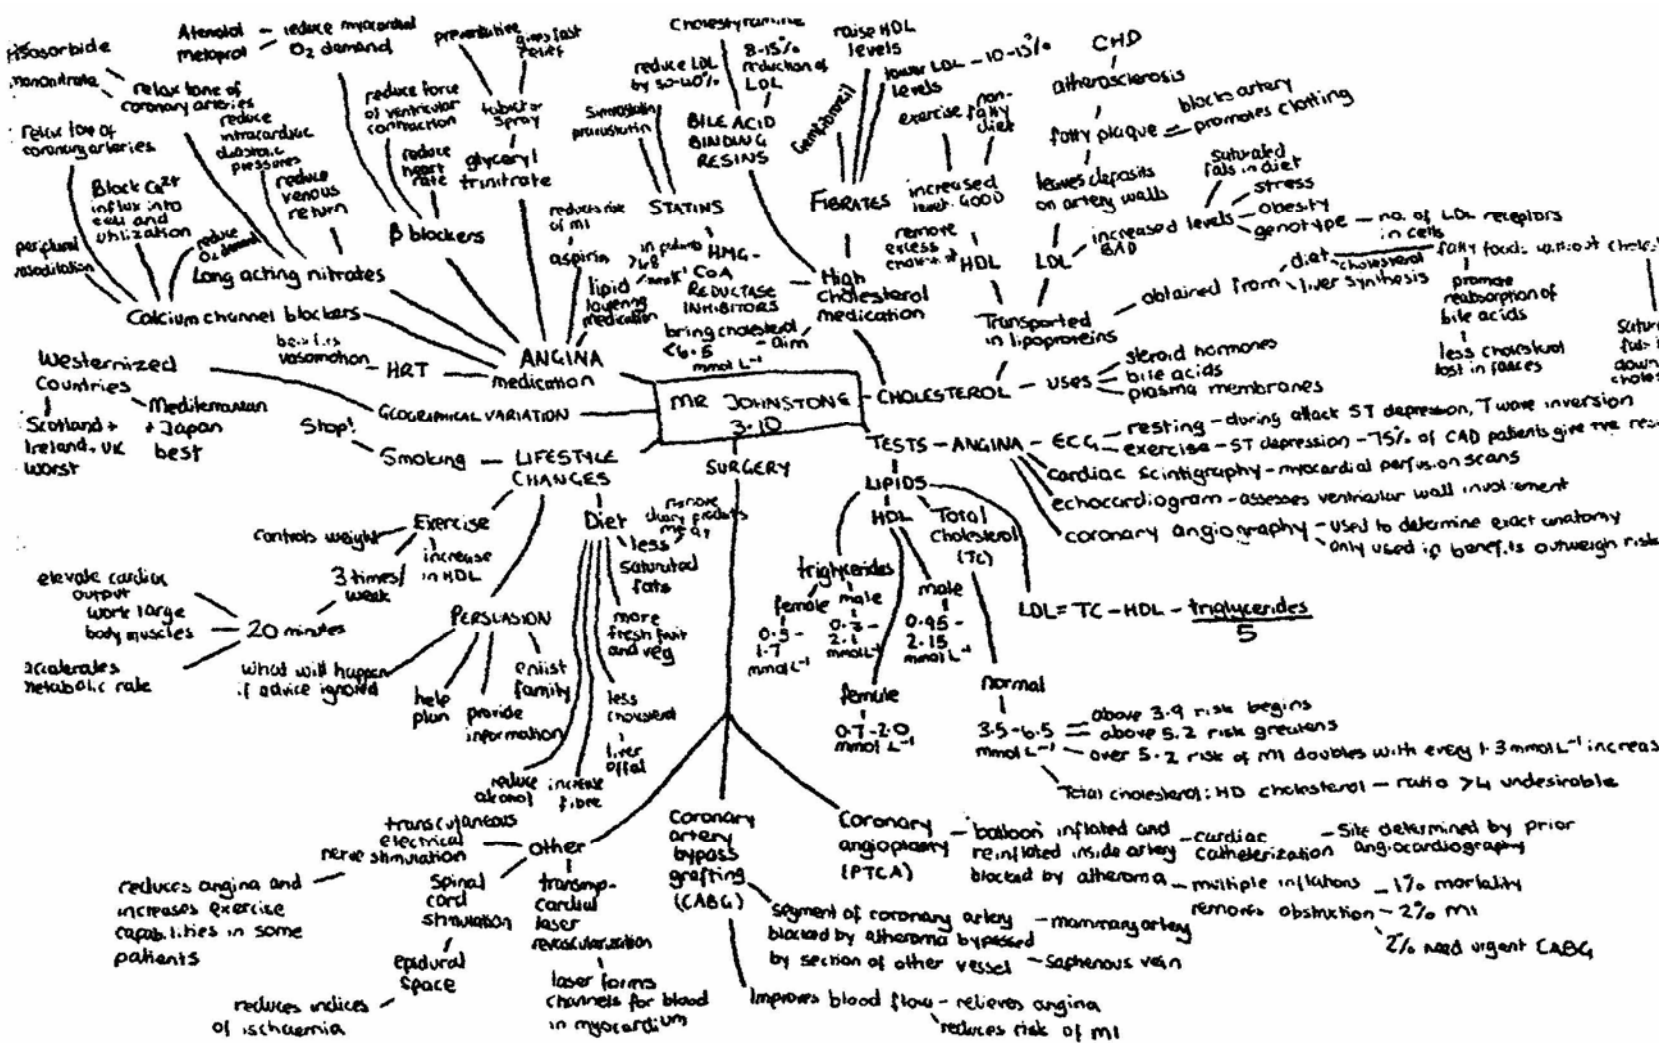 mononitrate
Atenolol - reduce myocardial
metoprol O₂ demand
relax tone of
coronary arteries
coronary arteries
reduce
intracardiac
diastolic
pressures
reduce force
of ventricular
contraction
reduce
heart
rate
preventative
gives fast
relief
tablet or
spray
glyceryl
trinitrate
Block Ca²⁺
influx into
cell and
utilization
reduce
O₂ demand
reduce
venous
return
β blockers
peripheral
vasodilation
Long acting nitrates
Calcium channel blockers
vasomotion - HRT
ANGINA
medication
reduces risk
of MI
aspirin
lipid
lowering
medication
Cholestyramine
reduce LDL
by 30-40%
8-15%
reduction of
LDL
Simvastatin
pravastatin
BILE ACID
BINDING
RESINS
STATINS
HMG-
CoA
REDUCTASE
INHIBITORS
bring cholesterol - aim
<6.5
mmol L⁻¹
High
cholesterol
medication
Gemfibrozil
raise HDL
levels
lower LDL - 10-15%
levels
FIBRATES
exercise
non-
fatty
diet
increased
level. GOOD
remove
excess
HDL
CHD
atherosclerosis
fatty plaque
blocks artery
promotes clotting
leaves deposits
on artery walls
LDL
increased levels
BAD
saturated
fats in diet
stress
obesity
genotype - no. of LDL receptors
in cells
Transported
in lipoproteins
obtained from
diet
cholesterol
fatty foods without
liver synthesis
promote
reabsorption of
bile acids
less cholesterol
lost in faeces
down
CHOLESTEROL - uses
steroid hormones
bile acids
plasma membranes
MR JOHNSTONE
3.10
Westernized
countries
GEOGRAPHICAL VARIATION
Scotland +
Ireland, UK
worst
Mediterranean
+ Japan
best
Stop!
Smoking - LIFESTYLE
CHANGES
Exercise
controls weight
increase
in HDL
3 times/
week
20 minutes
elevate cardiac
output
work large
body muscles
metabolic rate
PERSUASION
what will happen
if advice ignored
help
plan
provide
information
enlist
family
Diet
remove
dairy products
less
saturated
fats
more
fresh fruit
and veg
less
cholesterol
liver
offal
increase
fibre
reduce
alcohol
SURGERY
TESTS - ANGINA - ECG
resting - during attack ST depression, T wave inversion
exercise - ST depression - 75% of CAD patients give +ve
cardiac scintigraphy - myocardial perfusion scans
echocardiogram - assesses ventricular wall involvement
coronary angiography - used to determine exact anatomy
only used if benefits outweigh risk
LIPIDS
HDL
Total
cholesterol
(TC)
triglycerides
female
0.5-
1.7
mmol L⁻¹
male
2.1
mmol L⁻¹
male
0.95-
2.15
mmol L⁻¹
female
0.7-2.0
mmol L⁻¹
LDL = TC - HDL - triglycerides
5
normal
3.5-6.5
mmol L⁻¹
above 3.9 risk begins
above 5.2 risk greatens
over 5.2 risk of MI doubles with every 1.3 mmol L⁻¹
Total cholesterol: HD cholesterol - ratio >4 undesirable
other
transcutaneous
electrical
nerve stimulation
reduces angina and
increases exercise
capabilities in some
patients
spinal
cord
stimulation
epidural
space
reduces indices
of ischaemia
transmyo-
cardial
laser
revascularization
laser forms
channels for blood
in myocardium
Coronary
artery
bypass
grafting
(CABG)
segment of coronary artery - mammary artery
blocked by atheroma bypassed
by section of other vessel - saphenous vein
Improves blood flow - relieves angina
reduces risk of MI
Coronary
angioplasty
(PTCA)
balloon inflated and
reinflated inside artery
blocked by atheroma
cardiac
catheterization
Site determined by prior
angiocardiography
multiple inflations - 1% mortality
removes obstruction - 2% MI
2% need urgent CABG